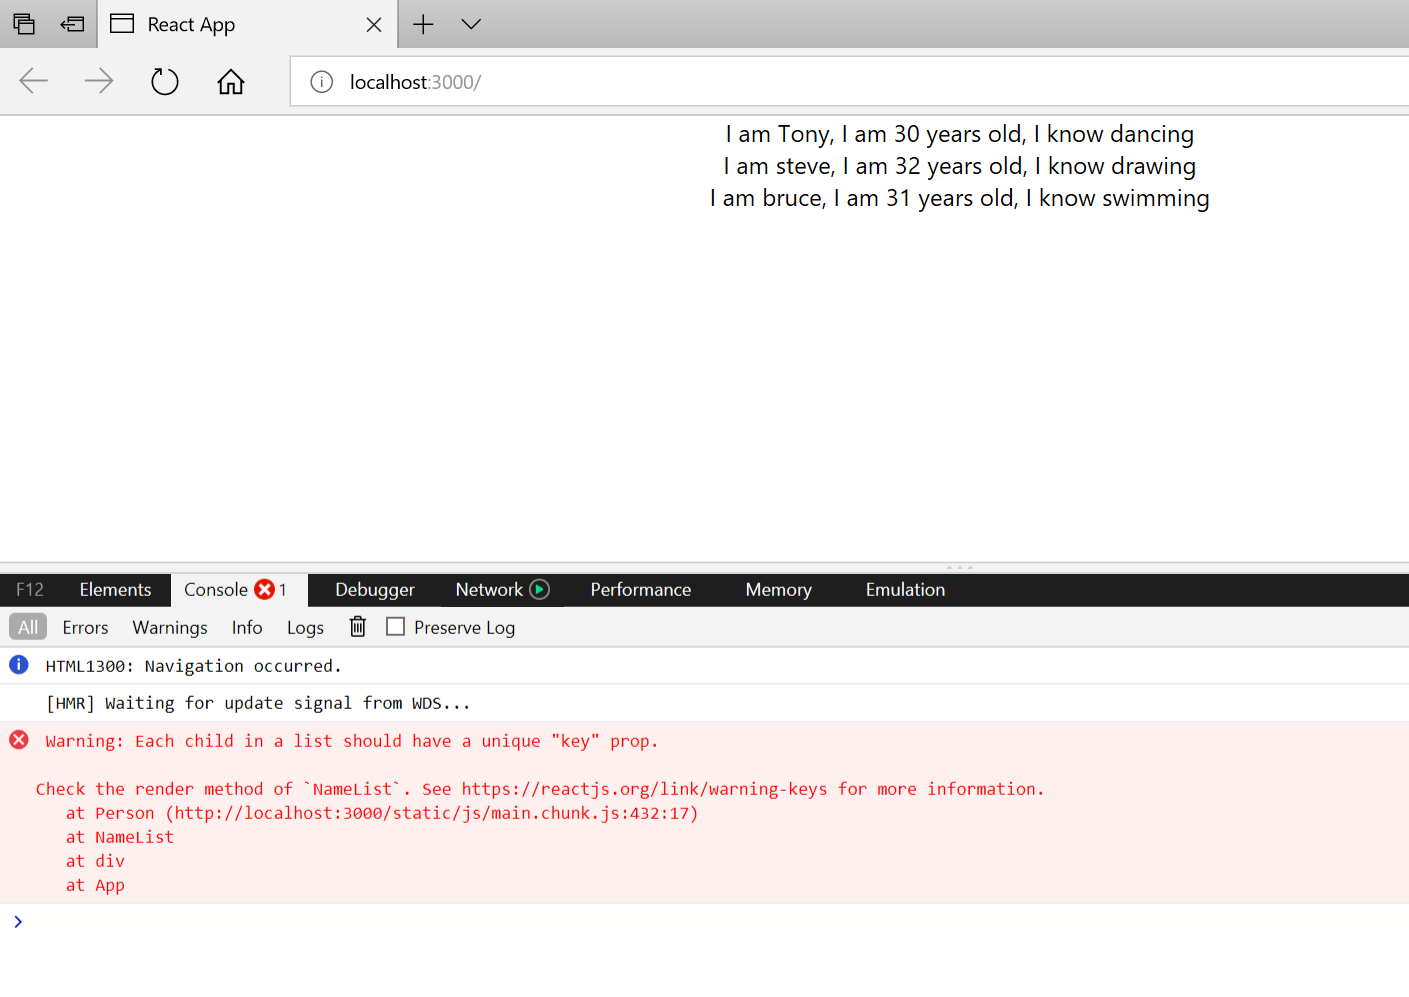 React App
localhost:3000/
I am Tony, I am 30 years old, I know dancing
I am steve, I am 32 years old, I know drawing
I am bruce, I am 31 years old, I know swimming
F12 Elements Console 1 Debugger Network Performance Memory Emulation
All Errors Warnings Info Logs Preserve Log
HTML1300: Navigation occurred.
[HMR] Waiting for update signal from WDS...
Warning: Each child in a list should have a unique "key" prop.
Check the render method of `NameList`. See https://reactjs.org/link/warning-keys for more information.
at Person (http://localhost:3000/static/js/main.chunk.js:432:17)
at NameList
at div
at App